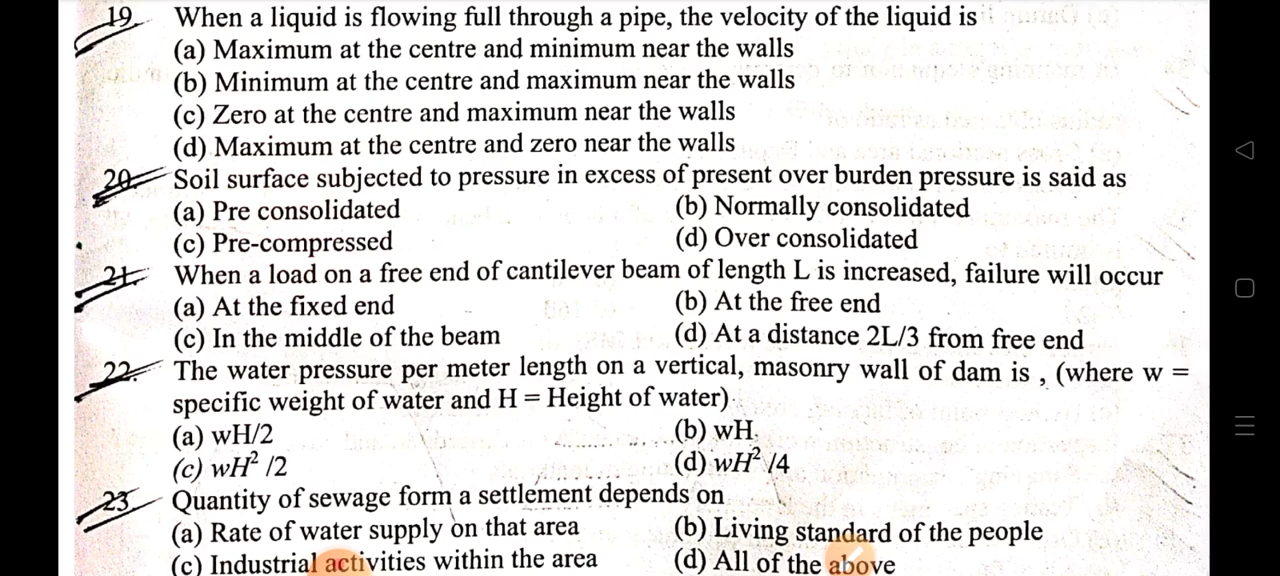 19. When a liquid is flowing full through a pipe, the velocity of the liquid is
(a) Maximum at the centre and minimum near the walls
(b) Minimum at the centre and maximum near the walls
(c) Zero at the centre and maximum near the walls
(d) Maximum at the centre and zero near the walls
20. Soil surface subjected to pressure in excess of present over burden pressure is said as
(a) Pre consolidated (b) Normally consolidated
(c) Pre-compressed (d) Over consolidated
21. When a load on a free end of cantilever beam of length L is increased, failure will occur
(a) At the fixed end (b) At the free end
(c) In the middle of the beam (d) At a distance 2L/3 from free end
22. The water pressure per meter length on a vertical, masonry wall of dam is , (where w =
specific weight of water and H = Height of water)
(a) wH/2 (b) wH
(c) wH² /2 (d) wH² /4
23 Quantity of sewage form a settlement depends on
(a) Rate of water supply on that area (b) Living standard of the people
(c) Industrial activities within the area (d) All of the above